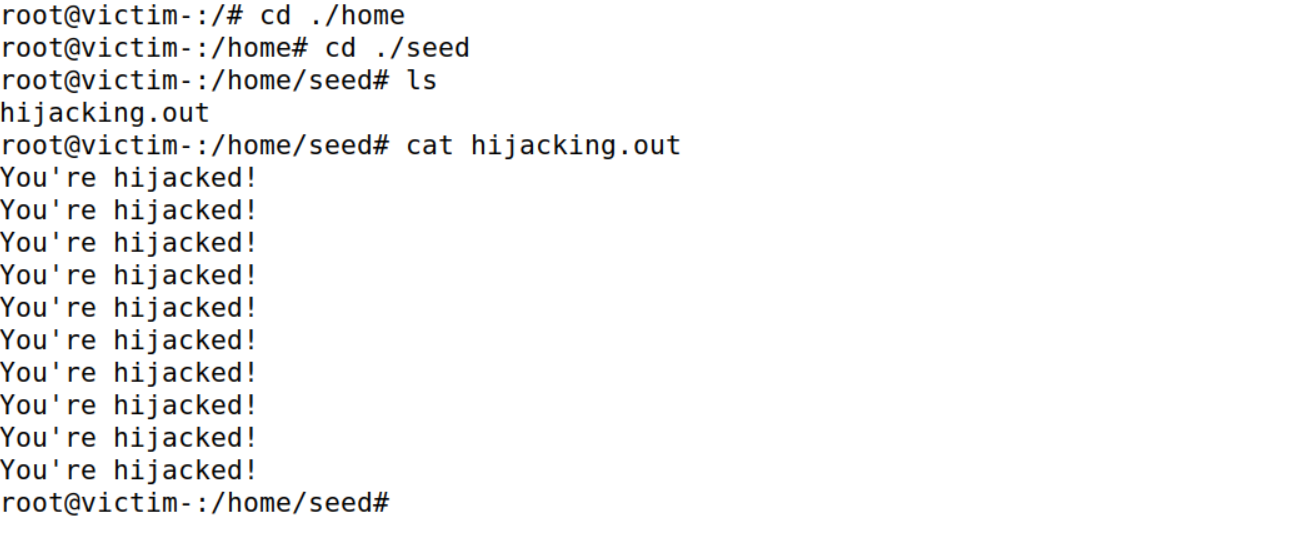 root@victim-:/# cd ./home
root@victim-:/home# cd ./seed
root@victim-:/home/seed# ls
hijacking.out
root@victim-:/home/seed# cat hijacking.out
You're hijacked!
You're hijacked!
You're hijacked!
You're hijacked!
You're hijacked!
You're hijacked!
You're hijacked!
You're hijacked!
You're hijacked!
You're hijacked!
root@victim-:/home/seed#